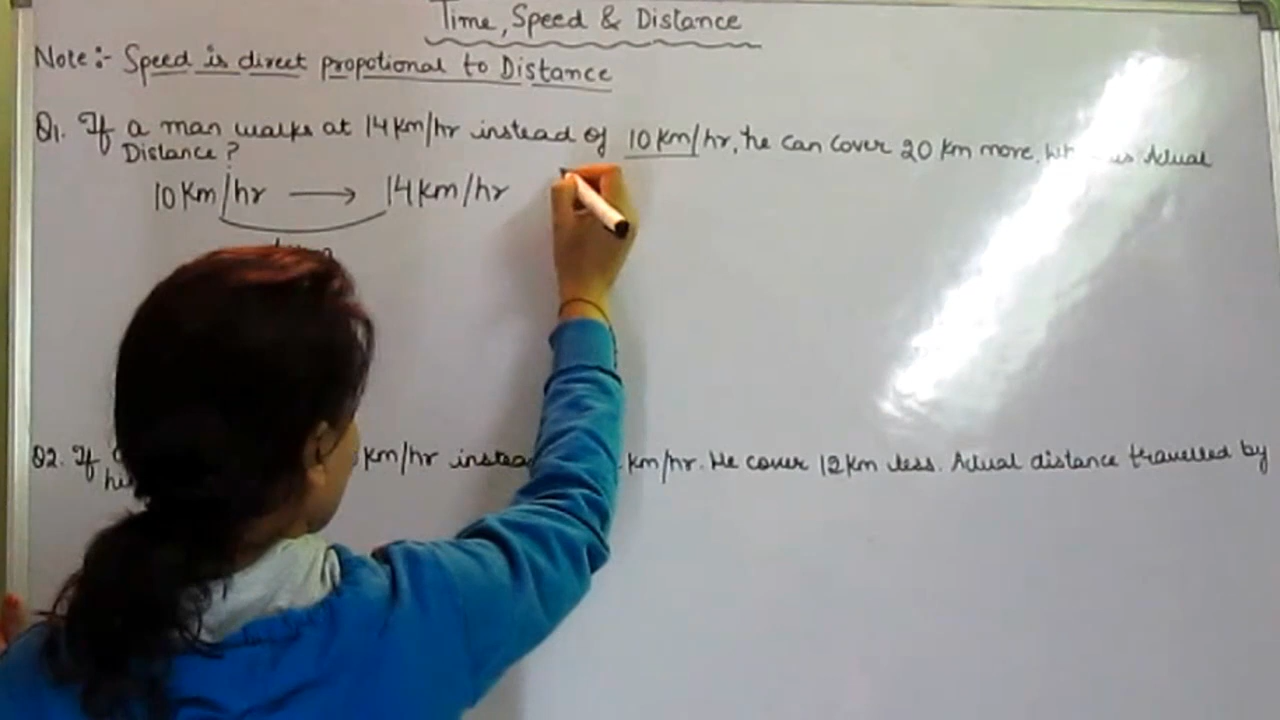 Time, Speed & Distance
Note:- Speed is direct propotional to Distance
Q1. If a man walks at 14 km/hr instead of 10 km/hr, he can cover 20 km more. is Actual
Distance ?
10 Km/hr → 14 Km/hr
Q2. If km/hr km/hr. He cover 12 km less. Actual distance travelled by